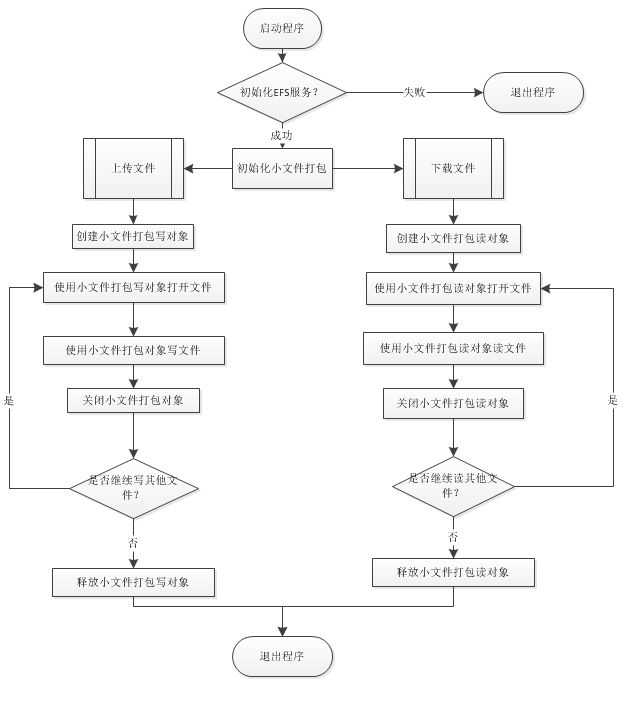 启动程序
初始化EFS服务？
失败
退出程序
成功
上传文件
初始化小文件打包
下载文件
创建小文件打包写对象
创建小文件打包读对象
使用小文件打包写对象打开文件
使用小文件打包读对象打开文件
使用小文件打包对象写文件
使用小文件打包读对象读文件
是
关闭小文件打包对象
关闭小文件打包读对象
是
是否继续写其他文
件？
是否继续读其他文
件？
否
否
释放小文件打包写对象
释放小文件打包读对象
退出程序